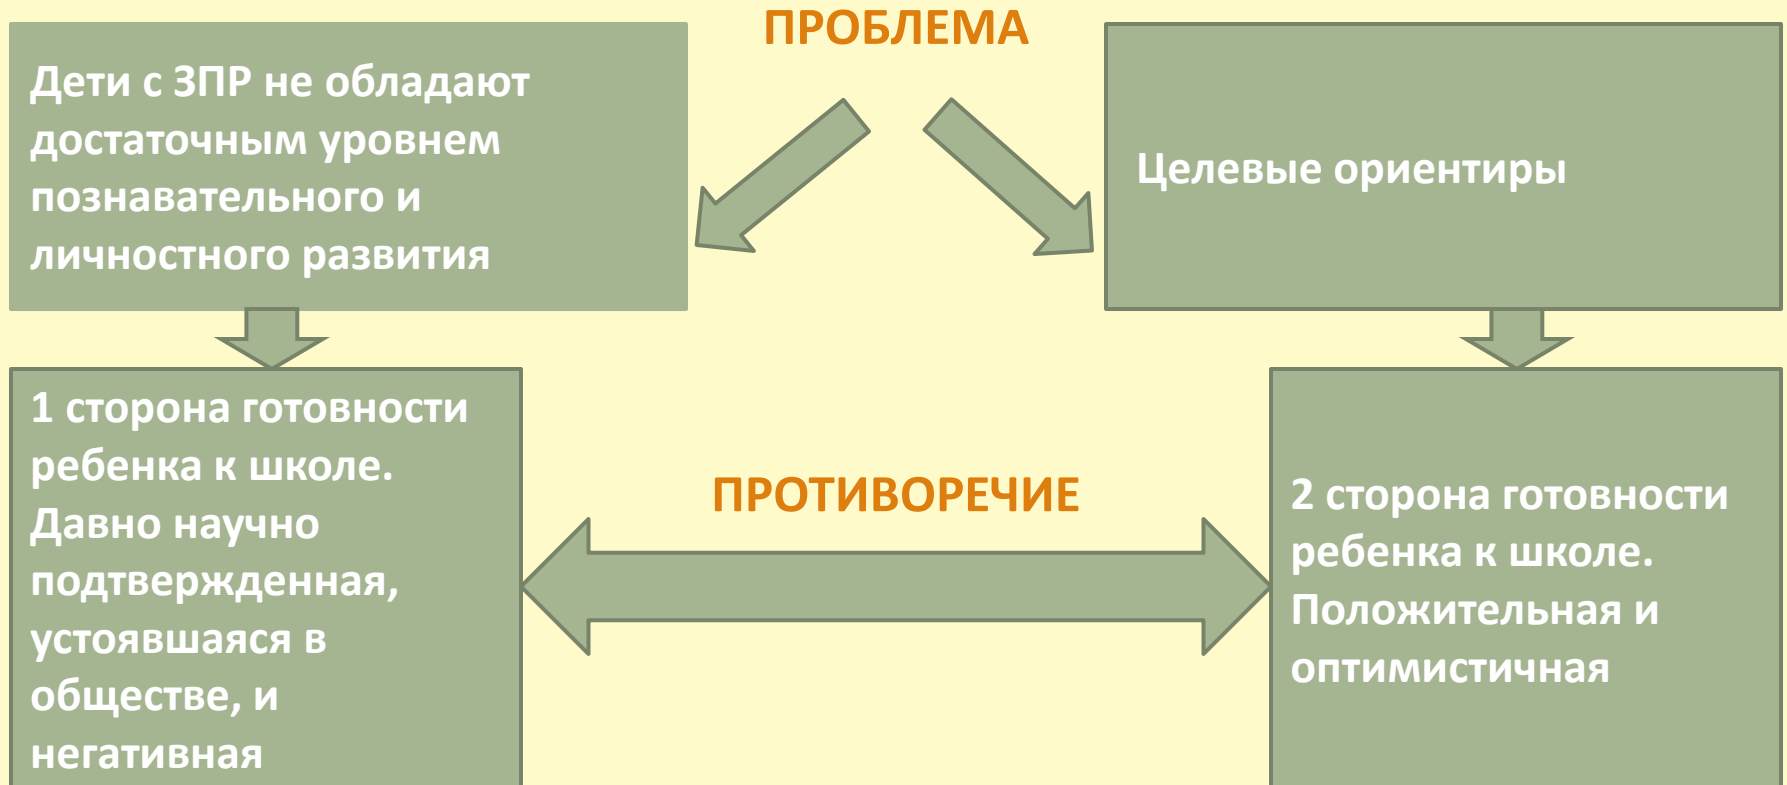 ПРОБЛЕМА
Дети с ЗПР не обладают
достаточным уровнем
познавательного и
личностного развития
Целевые ориентиры
1 сторона готовности
ребенка к школе.
Давно научно
подтвержденная,
устоявшаяся в
обществе, и
негативная
ПРОТИВОРЕЧИЕ
2 сторона готовности
ребенка к школе.
Положительная и
оптимистичная